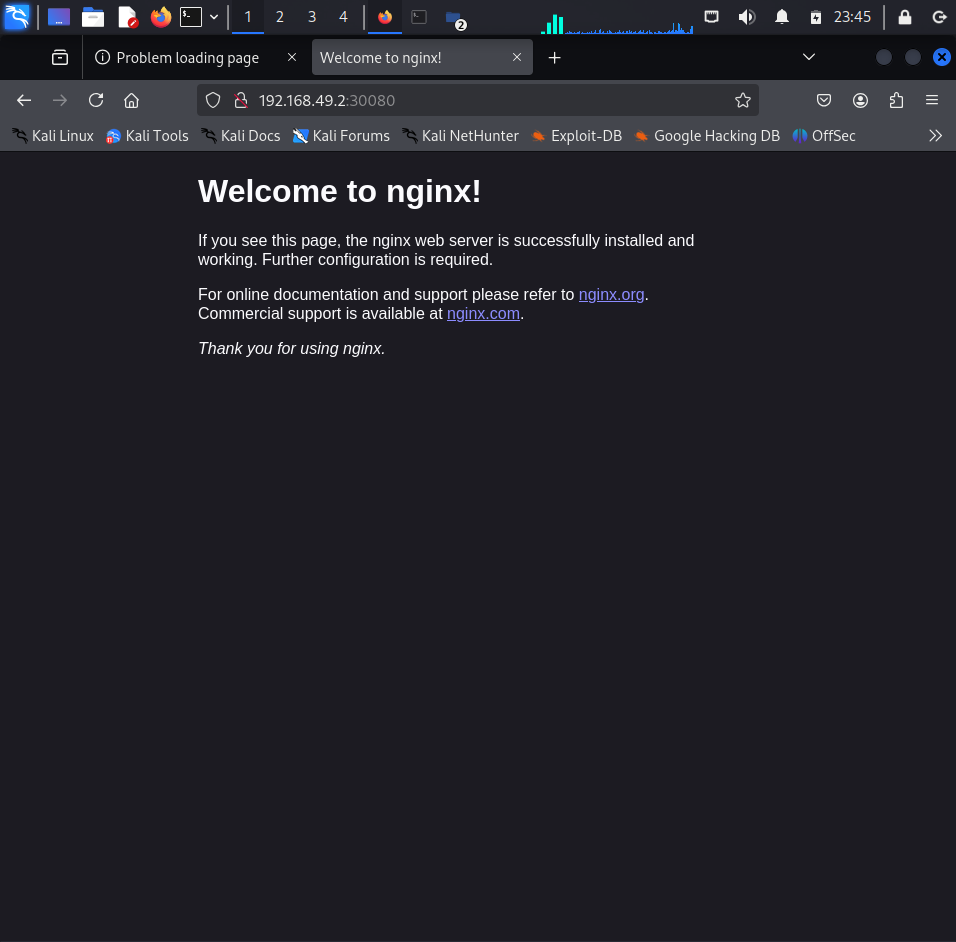 1 2 3 4 2 23:45
Problem loading page Welcome to nginx!
192.168.49.2:30080
Kali Linux Kali Tools Kali Docs Kali Forums Kali NetHunter Exploit-DB Google Hacking DB OffSec
Welcome to nginx!
If you see this page, the nginx web server is successfully installed and
working. Further configuration is required.
For online documentation and support please refer to nginx.org.
Commercial support is available at nginx.com.
Thank you for using nginx.